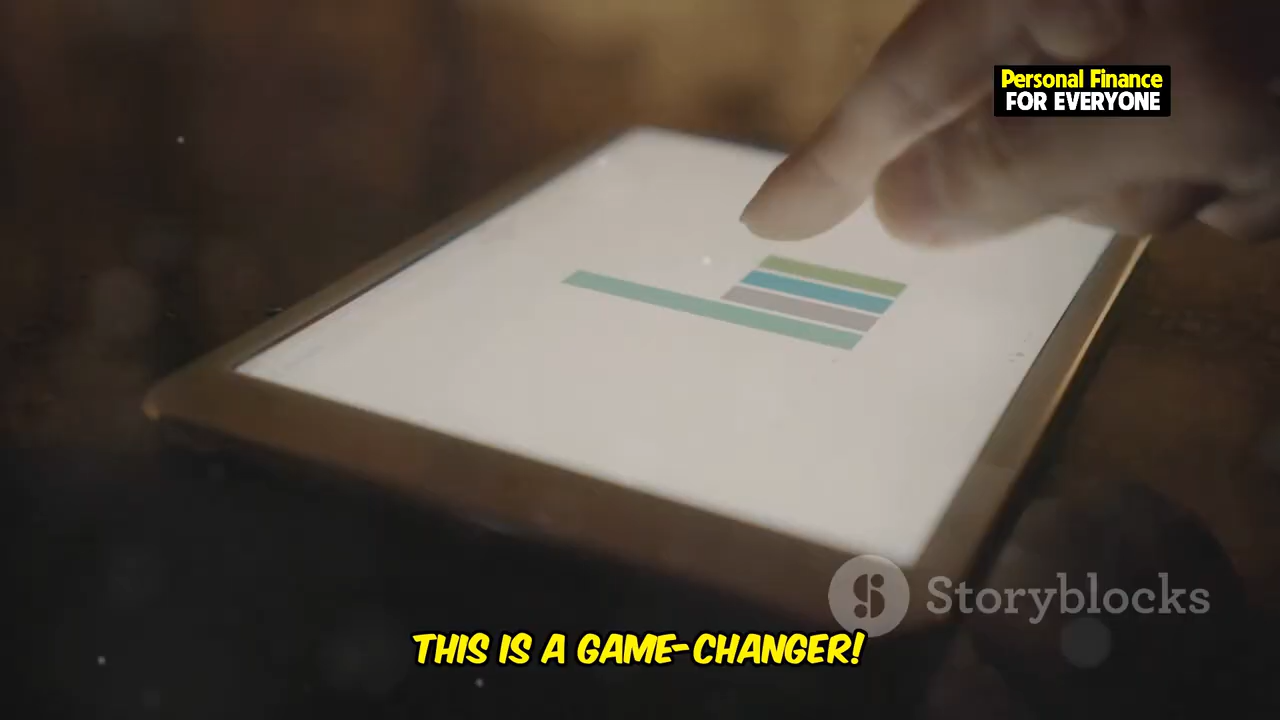 Personal Finance
FOR EVERYONE
Storyblocks
THIS IS A GAME-CHANGER!